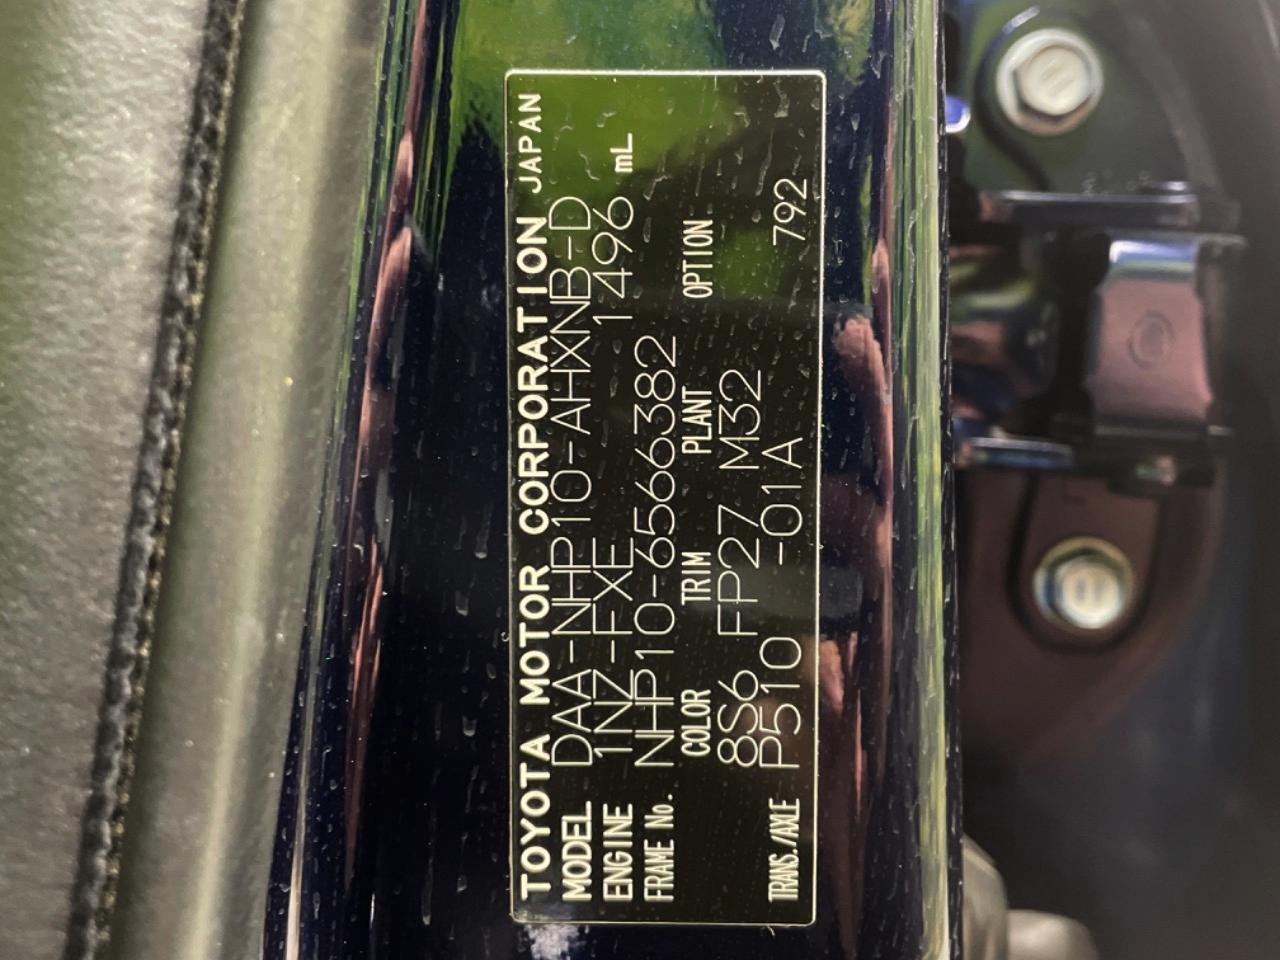 TOYOTA MOTOR CORPORATION JAPAN
MODEL DAA-NHP10-AHXNB-D
ENGINE 1NZ-FXE 1496 mL
FRAME No. NHP10-6566382
COLOR TRIM PLANT OPTION
8S6 FP27 M32
TRANS./AXLE P510 -01A 792